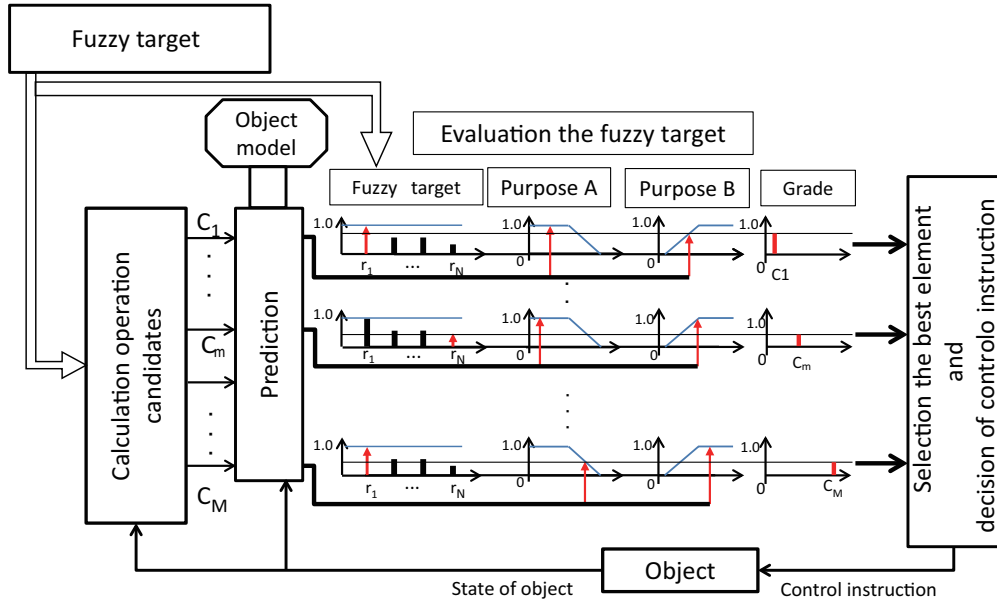 Fuzzy target
Object
model
Evaluation the fuzzy target
Fuzzy target
Purpose A
Purpose B
Grade
Calculation operation
candidates
C1
Cm
CM
Prediction
1.0
r1
...
rN
1.0
0
1.0
0
1.0
0
C1
1.0
r1
...
rN
1.0
0
1.0
0
1.0
0
Cm
1.0
r1
...
rN
1.0
0
1.0
0
1.0
0
CM
Selection the best element
and
decision of controlo instruction
Object
State of object
Control instruction